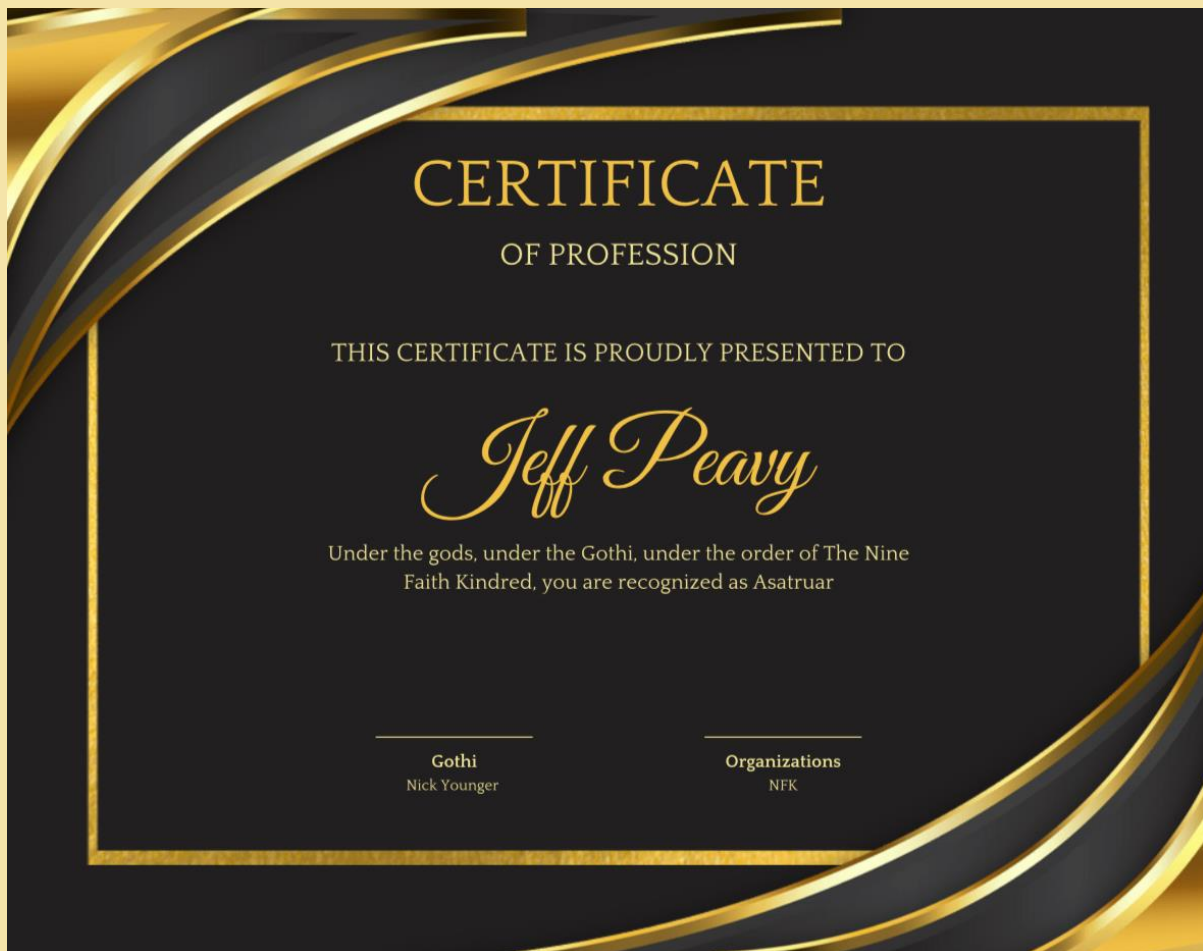 CERTIFICATE
OF PROFESSION
THIS CERTIFICATE IS PROUDLY PRESENTED TO
Jeff Peavy
Under the gods, under the Gothi, under the order of The Nine
Faith Kindred, you are recognized as Asatruar
Gothi
Nick Younger
Organizations
NFK